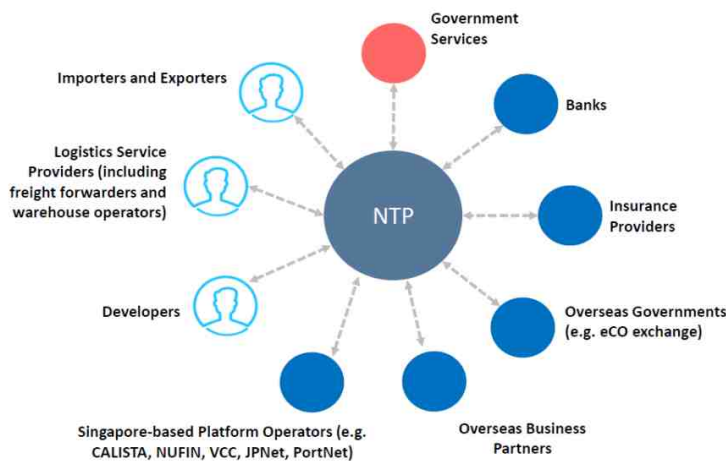 Government
Services
Importers and Exporters
Banks
Logistics Service
Providers (including
freight forwarders and
warehouse operators)
NTP
Insurance
Providers
Developers
Overseas Governments
(e.g. eCO exchange)
Singapore-based Platform Operators (e.g.
CALISTA, NUFIN, VCC, JPNet, PortNet)
Overseas Business
Partners